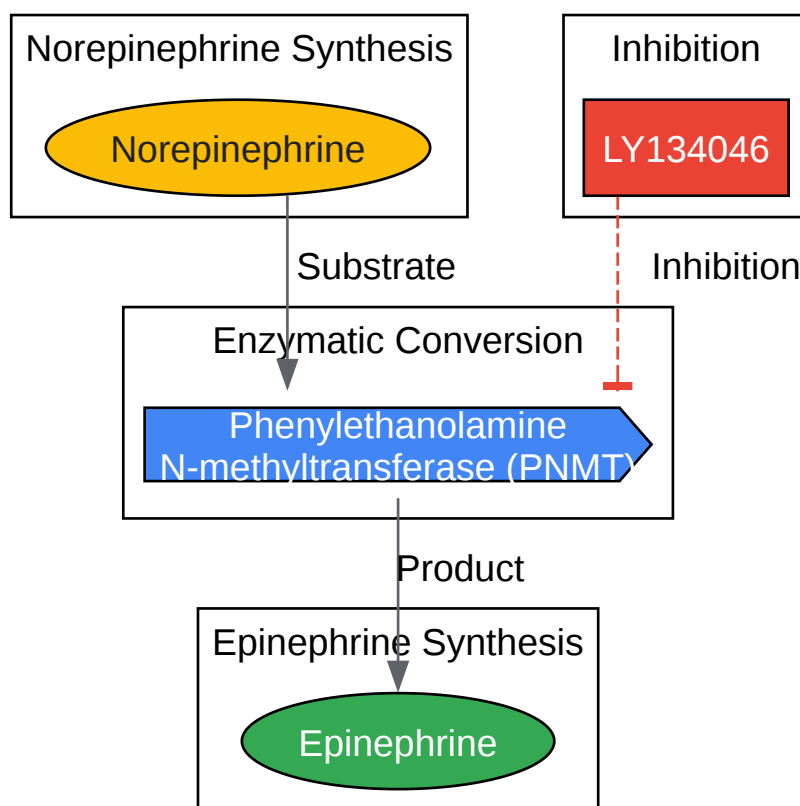 Norepinephrine Synthesis
Inhibition
Norepinephrine
LY134046
Substrate
Inhibition
Enzymatic Conversion
Phenylethanolamine
N-methyltransferase (PNMT)
Product
Epinephrine Synthesis
Epinephrine